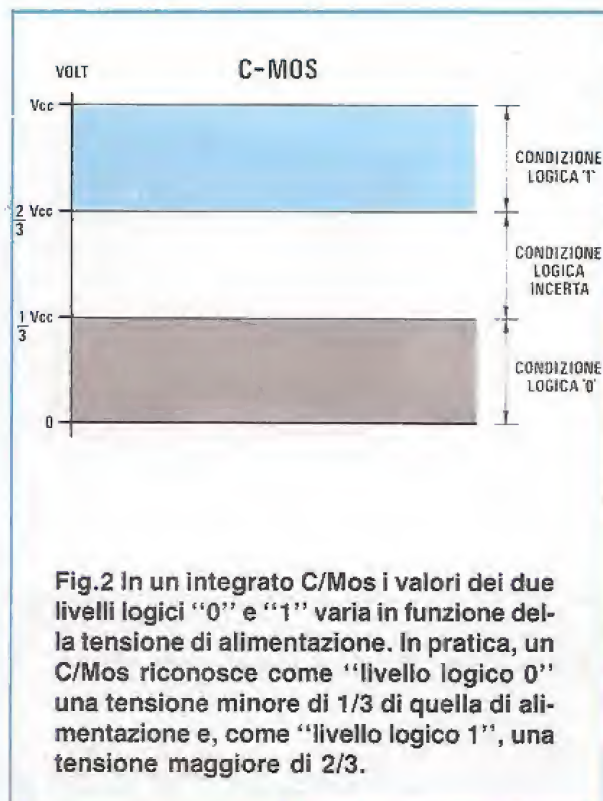 VOLT
C-MOS
Vcc
CONDIZIONE
LOGICA '1'
2/3 Vcc
CONDIZIONE
LOGICA
INCERTA
1/3 Vcc
CONDIZIONE
LOGICA '0'
0
Fig.2 In un integrato C/Mos i valori dei due
livelli logici "0" e "1" varia in funzione del-
la tensione di alimentazione. In pratica, un
C/Mos riconosce come "livello logico 0"
una tensione minore di 1/3 di quella di ali-
mentazione e, come "livello logico 1", una
tensione maggiore di 2/3.